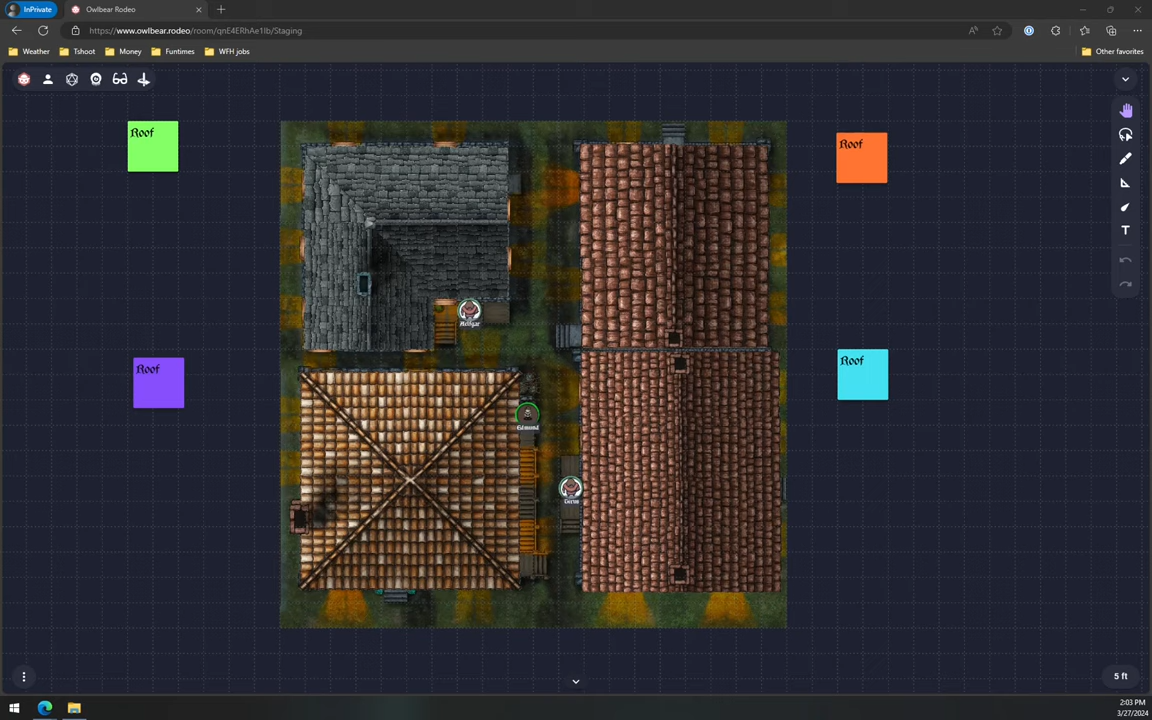 InPrivate
Owlbear Rodeo
https://www.owlbear.rodeo/room/qnE4ERhAe1Ib/Staging
Weather
Tshoot
Money
Funtimes
WFH jobs
Other favorites
Roof
Roof
Roof
Roof
5 ft
2:03 PM
3/27/2024